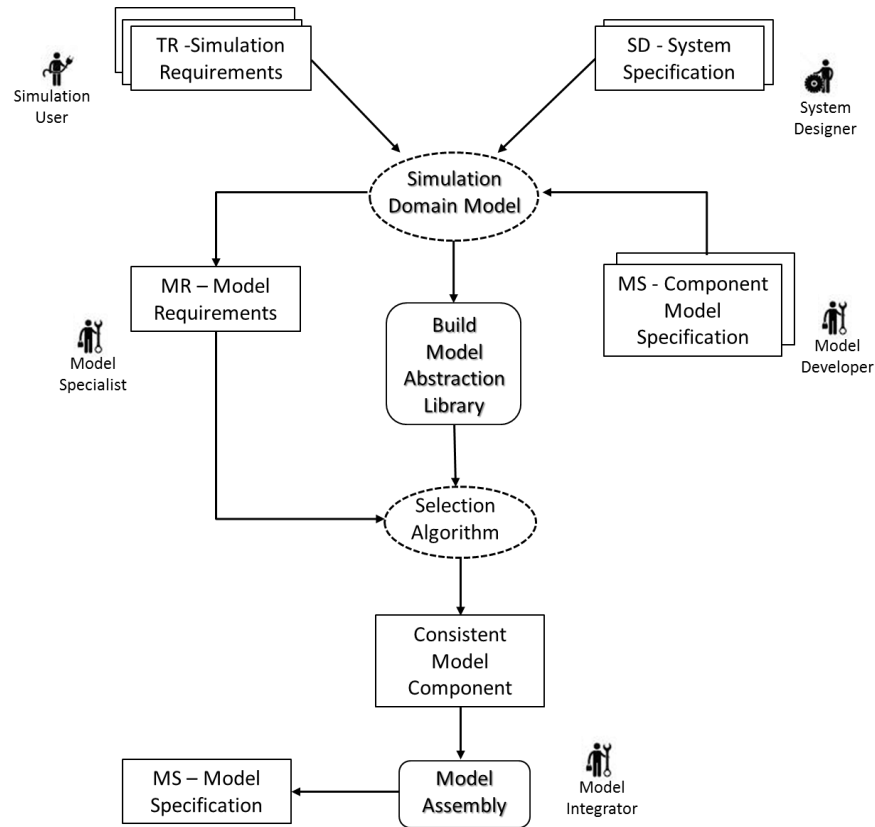 TR -Simulation
Requirements
SD - System
Specification
Simulation
User
System
Designer
Simulation
Domain Model
MR – Model
Requirements
MS - Component
Model
Specification
Build
Model
Abstraction
Library
Model
Specialist
Model
Developer
Selection
Algorithm
Consistent
Model
Component
MS – Model
Specification
Model
Assembly
Model
Integrator